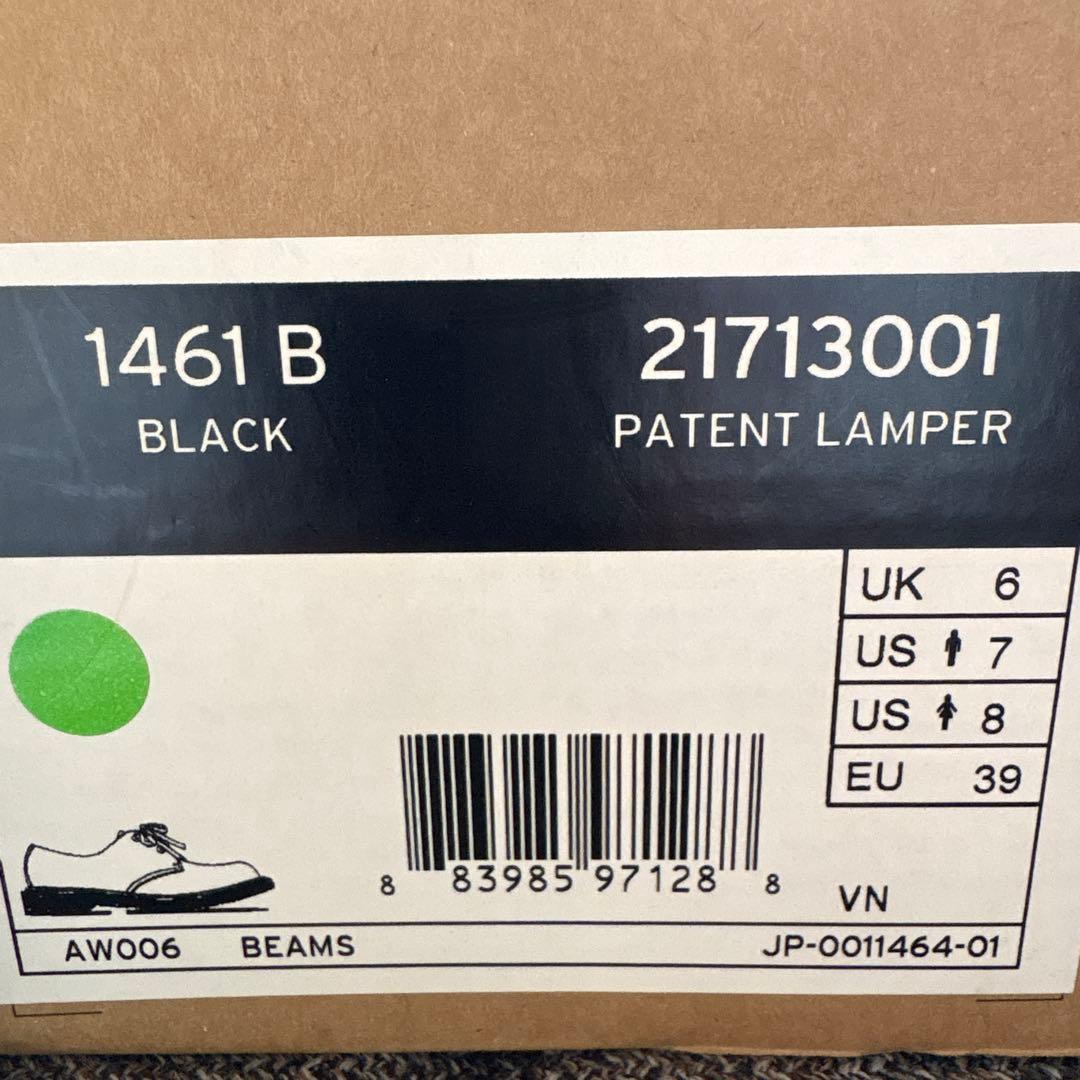 1461 B 21713001
BLACK PATENT LAMPER
UK 6
US 7
US 8
EU 39
8 83985 97128 8
VN
AW006 BEAMS JP-0011464-01